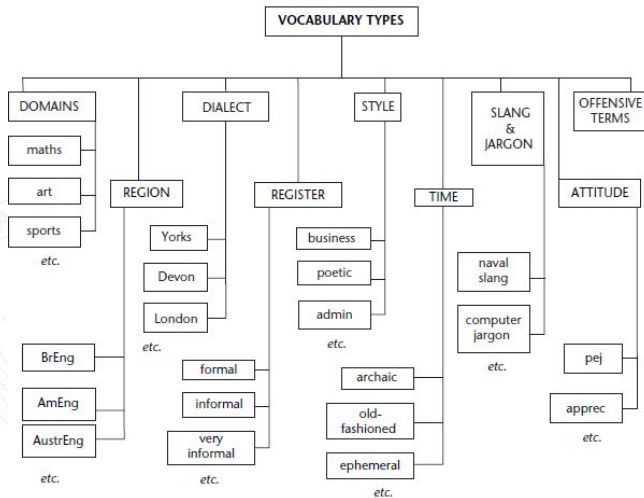 VOCABULARY TYPES
DOMAINS
maths
art
sports
etc.
REGION
BrEng
AmEng
AustrEng
etc.
DIALECT
Yorks
Devon
London
etc.
REGISTER
formal
informal
very
informal
etc.
STYLE
business
poetic
admin
etc.
TIME
archaic
old-
fashioned
ephemeral
etc.
SLANG
&
JARGON
naval
slang
computer
jargon
etc.
ATTITUDE
pej
apprec
etc.
OFFENSIVE
TERMS